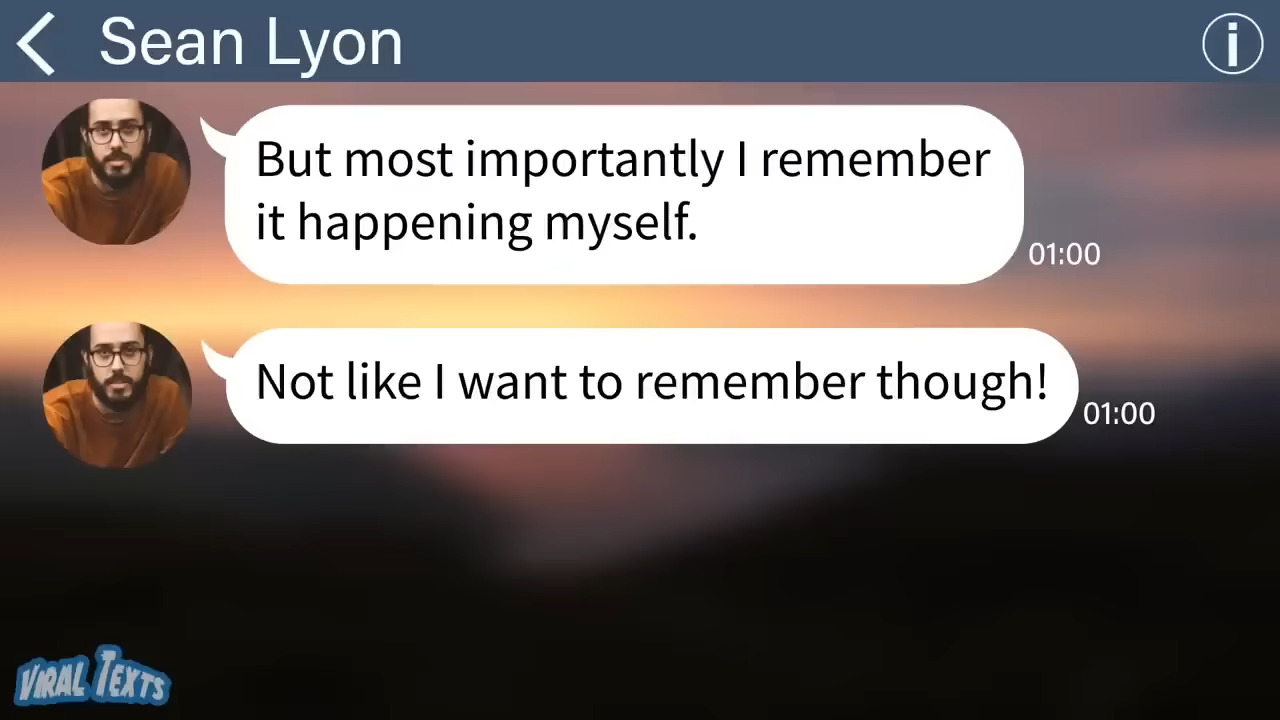 Sean Lyon
But most importantly I remember
it happening myself.
01:00
Not like I want to remember though!
01:00
VIRAL TEXTS